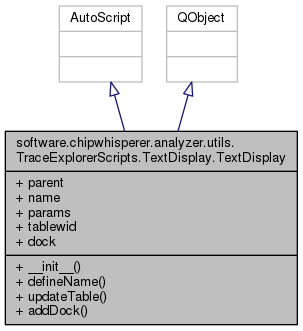 AutoScript
QObject
software.chipwhisperer.analyzer.utils.
TraceExplorerScripts.TextDisplay.TextDisplay
+ parent
+ name
+ params
+ tablewid
+ dock
+ __init__()
+ defineName()
+ updateTable()
+ addDock()